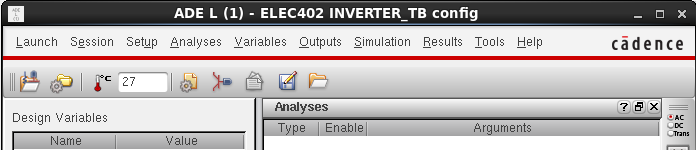 ADE L (1) - ELEC402 INVERTER_TB config
Launch Session Setup Analyses Variables Outputs Simulation Results Tools Help cādence
°C 27
Design Variables
Name Value
Analyses
Type Enable Arguments
AC
DC
Trans